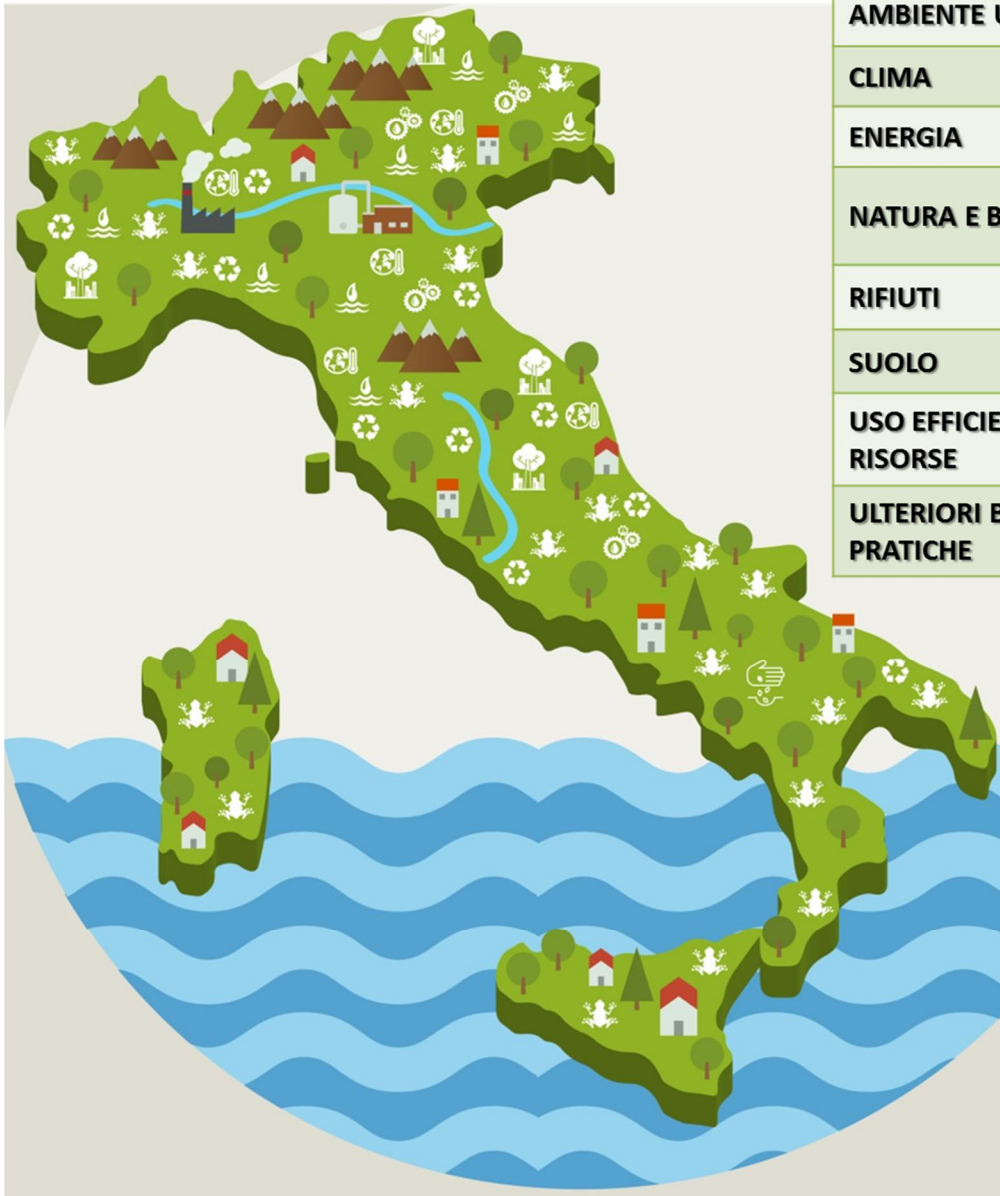 AMBIENTE
CLIMA
ENERGIA
NATURA E
RIFIUTI
SUOLO
USO
RISORSE
ULTERIORI
PRATICHE